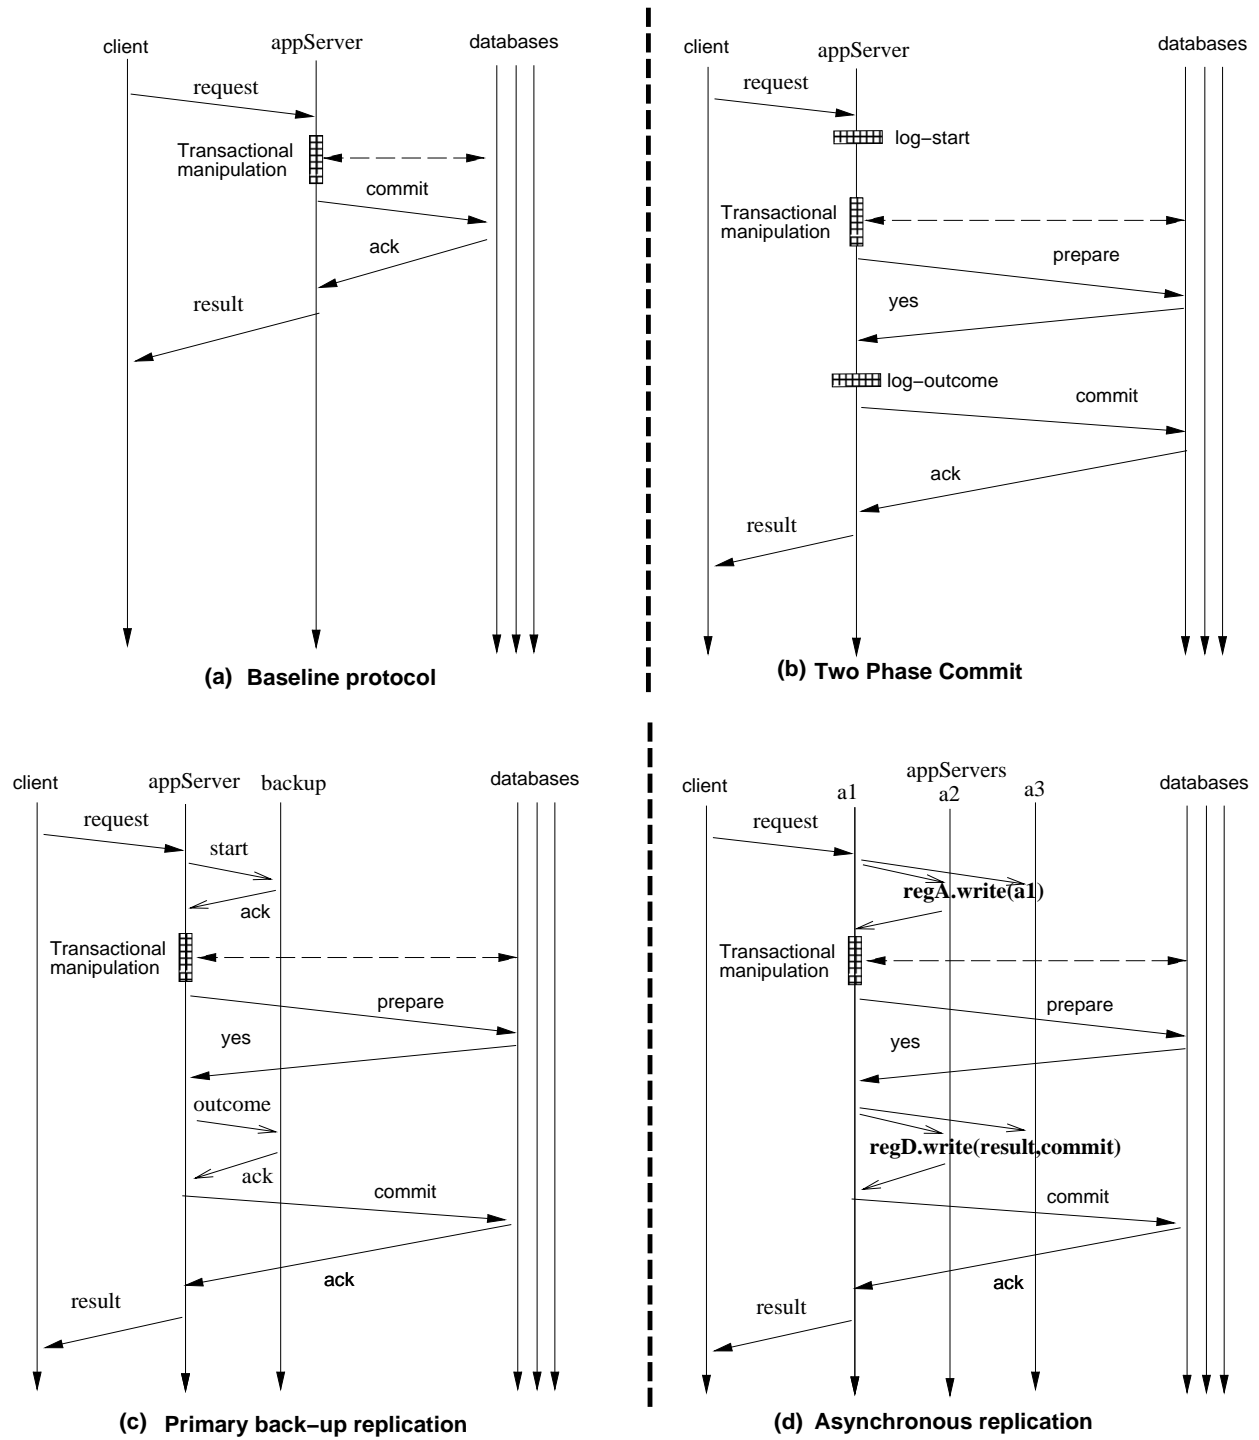 client
appServer
databases
request
Transactional
manipulation
commit
ack
result
(a) Baseline protocol
client
appServer
databases
request
log-start
Transactional
manipulation
prepare
yes
log-outcome
commit
ack
result
(b) Two Phase Commit
client
appServer
backup
databases
request
start
ack
Transactional
manipulation
prepare
yes
outcome
ack
commit
ack
result
(c) Primary back-up replication
client
appServers
a1
a2
a3
databases
request
regA.write(a1)
Transactional
manipulation
prepare
yes
regD.write(result,commit)
commit
ack
result
(d) Asynchronous replication